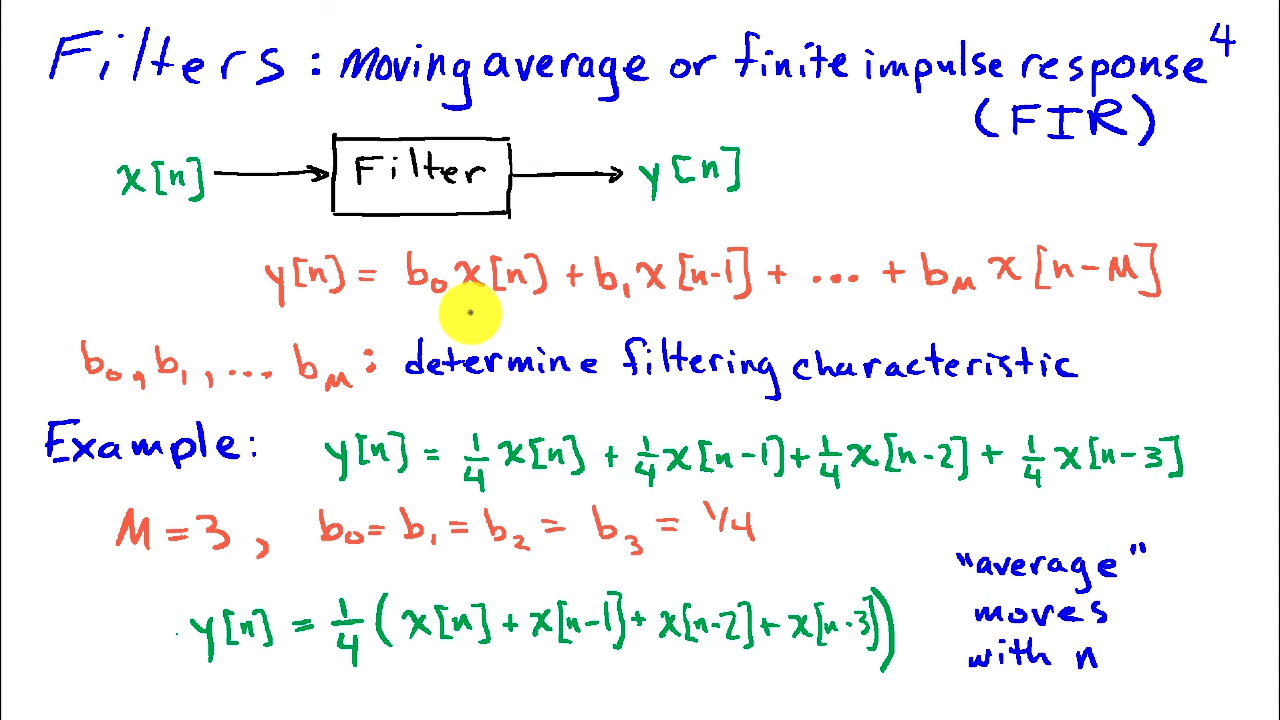 Filters: Moving average or finite impulse response 4
(FIR)
x[n] Filter y[n]
y[n] = b₀x[n] + b₁x[n-1] + ... + b_M x[n-M]
b₀, b₁, ... b_M: determine filtering characteristic
Example: y[n] = 1/4 x[n] + 1/4 x[n-1] + 1/4 x[n-2] + 1/4 x[n-3]
M = 3, b₀ = b₁ = b₂ = b₃ = 1/4
"average"
y[n] = 1/4 (x[n] + x[n-1] + x[n-2] + x[n-3])
moves
with n